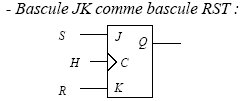 - Bascule JK comme bascule RST :
S J Q
H C
R K